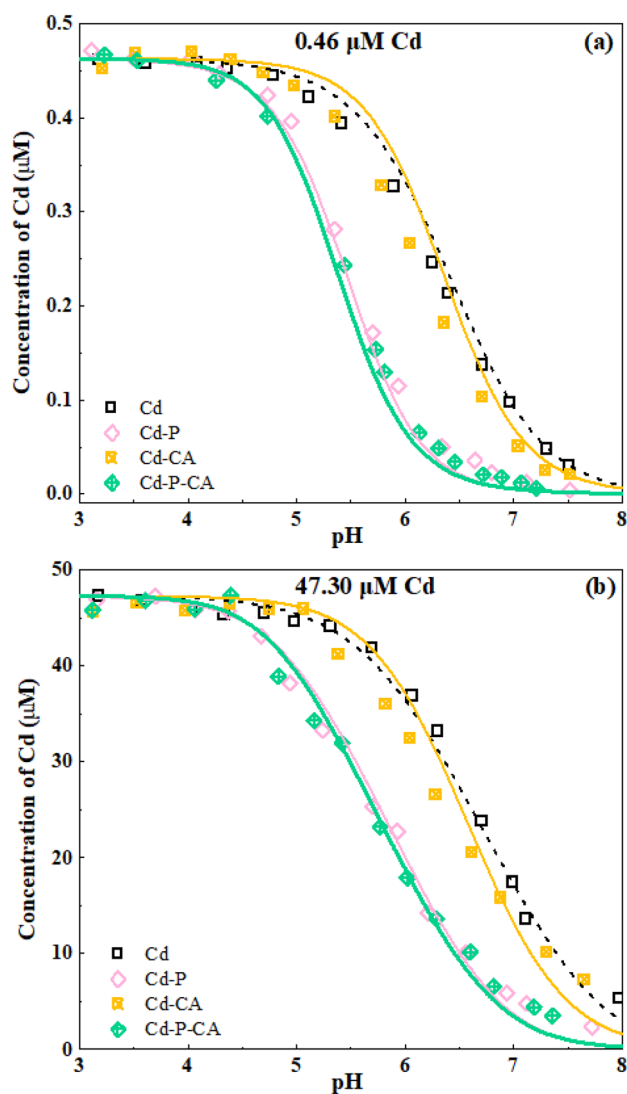 0.46 μM Cd
(a)
Concentration of Cd (μM)
0.5
0.4
0.3
0.2
0.1
0.0
Cd
Cd-P
Cd-CA
Cd-P-CA
3 4 5 6 7 8
pH
47.30 μM Cd
(b)
Concentration of Cd (μM)
50
40
30
20
10
0
Cd
Cd-P
Cd-CA
Cd-P-CA
3 4 5 6 7 8
pH